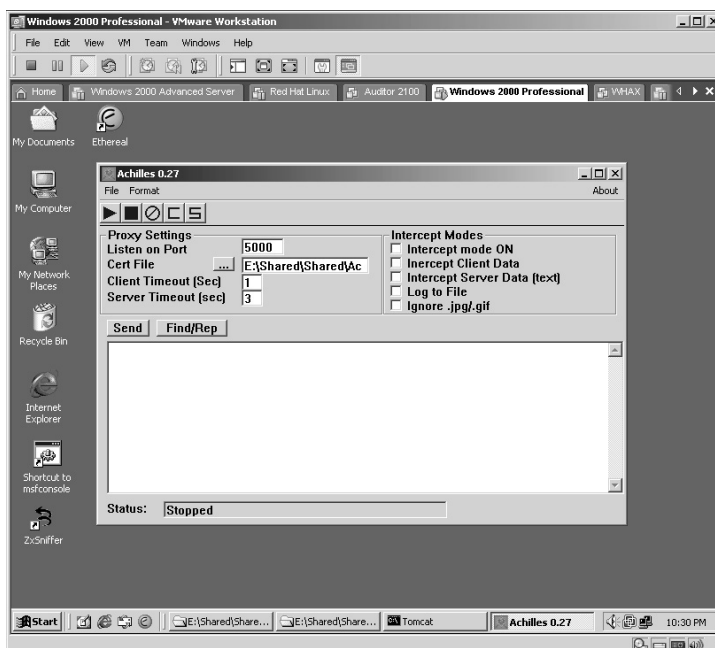 Windows 2000 Professional - VMware Workstation
File Edit View VM Team Windows Help
Home Windows 2000 Advanced Server Red Hat Linux Auditor 2100 Windows 2000 Professional WHAX
My Documents
Ethereal
My Computer
My Network Places
Recycle Bin
Internet Explorer
Shortcut to msfconsole
ZxSniffer
Achilles 0.27
File Format About
Proxy Settings
Listen on Port 5000
Cert File ... E:\Shared\Shared\Ac
Client Timeout (Sec) 1
Server Timeout (sec) 3
Intercept Modes
Intercept mode ON
Inercept Client Data
Intercept Server Data (text)
Log to File
Ignore .jpg/.gif
Send Find/Rep
Status: Stopped
Start E:\Shared\Share... E:\Shared\Share... Tomcat Achilles 0.27 10:30 PM